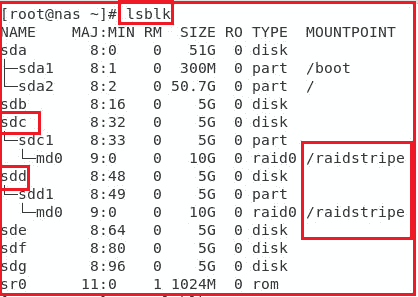 [root@nas ~]# lsblk
NAME MAJ:MIN RM SIZE RO TYPE MOUNTPOINT
sda 8:0 0 51G 0 disk
├─sda1 8:1 0 300M 0 part /boot
└─sda2 8:2 0 50.7G 0 part /
sdb 8:16 0 5G 0 disk
sdc 8:32 0 5G 0 disk
└─sdc1 8:33 0 5G 0 part
└─md0 9:0 0 10G 0 raid0 /raidstripe
sdd 8:48 0 5G 0 disk
└─sdd1 8:49 0 5G 0 part
└─md0 9:0 0 10G 0 raid0 /raidstripe
sde 8:64 0 5G 0 disk
sdf 8:80 0 5G 0 disk
sdg 8:96 0 5G 0 disk
sr0 11:0 1 1024M 0 rom